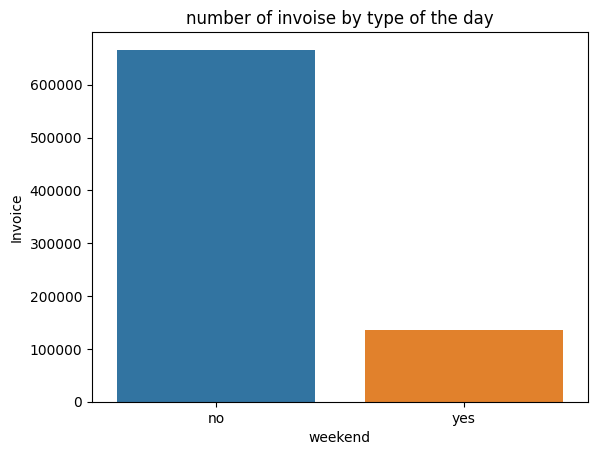 number of invoise by type of the day
Invoice
600000
500000
400000
300000
200000
100000
0
no
yes
weekend